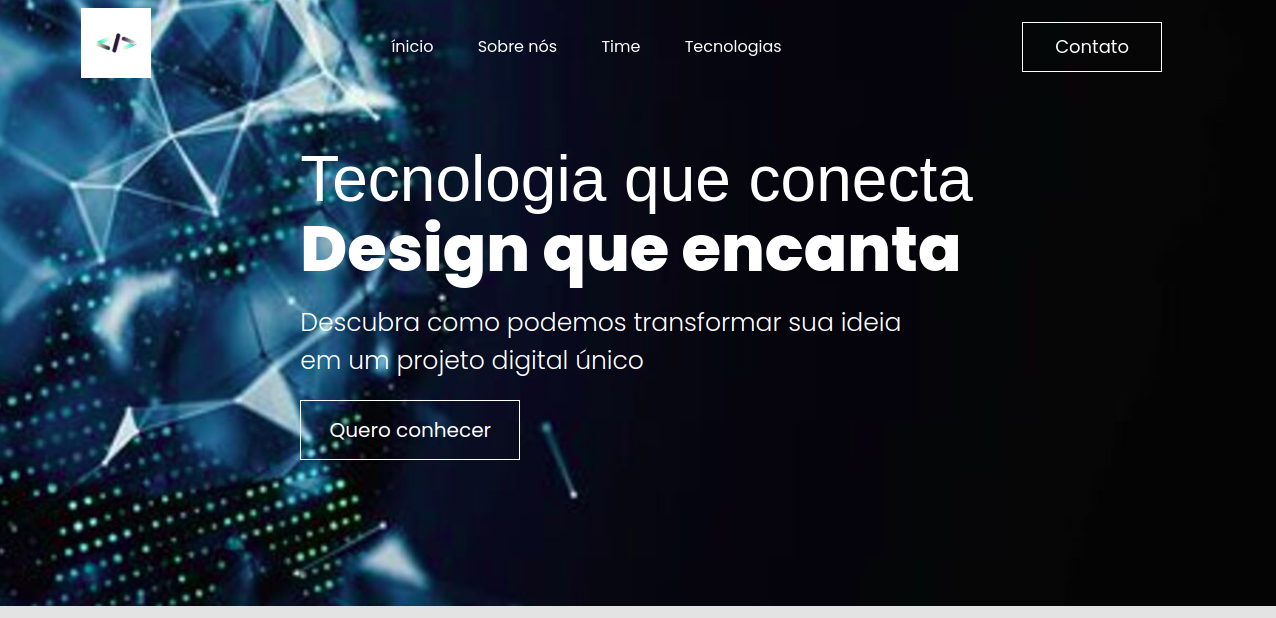 </>
ínicio
Sobre nós
Time
Tecnologias
Contato
Tecnologia que conecta
Design que encanta
Descubra como podemos transformar sua ideia
em um projeto digital único
Quero conhecer